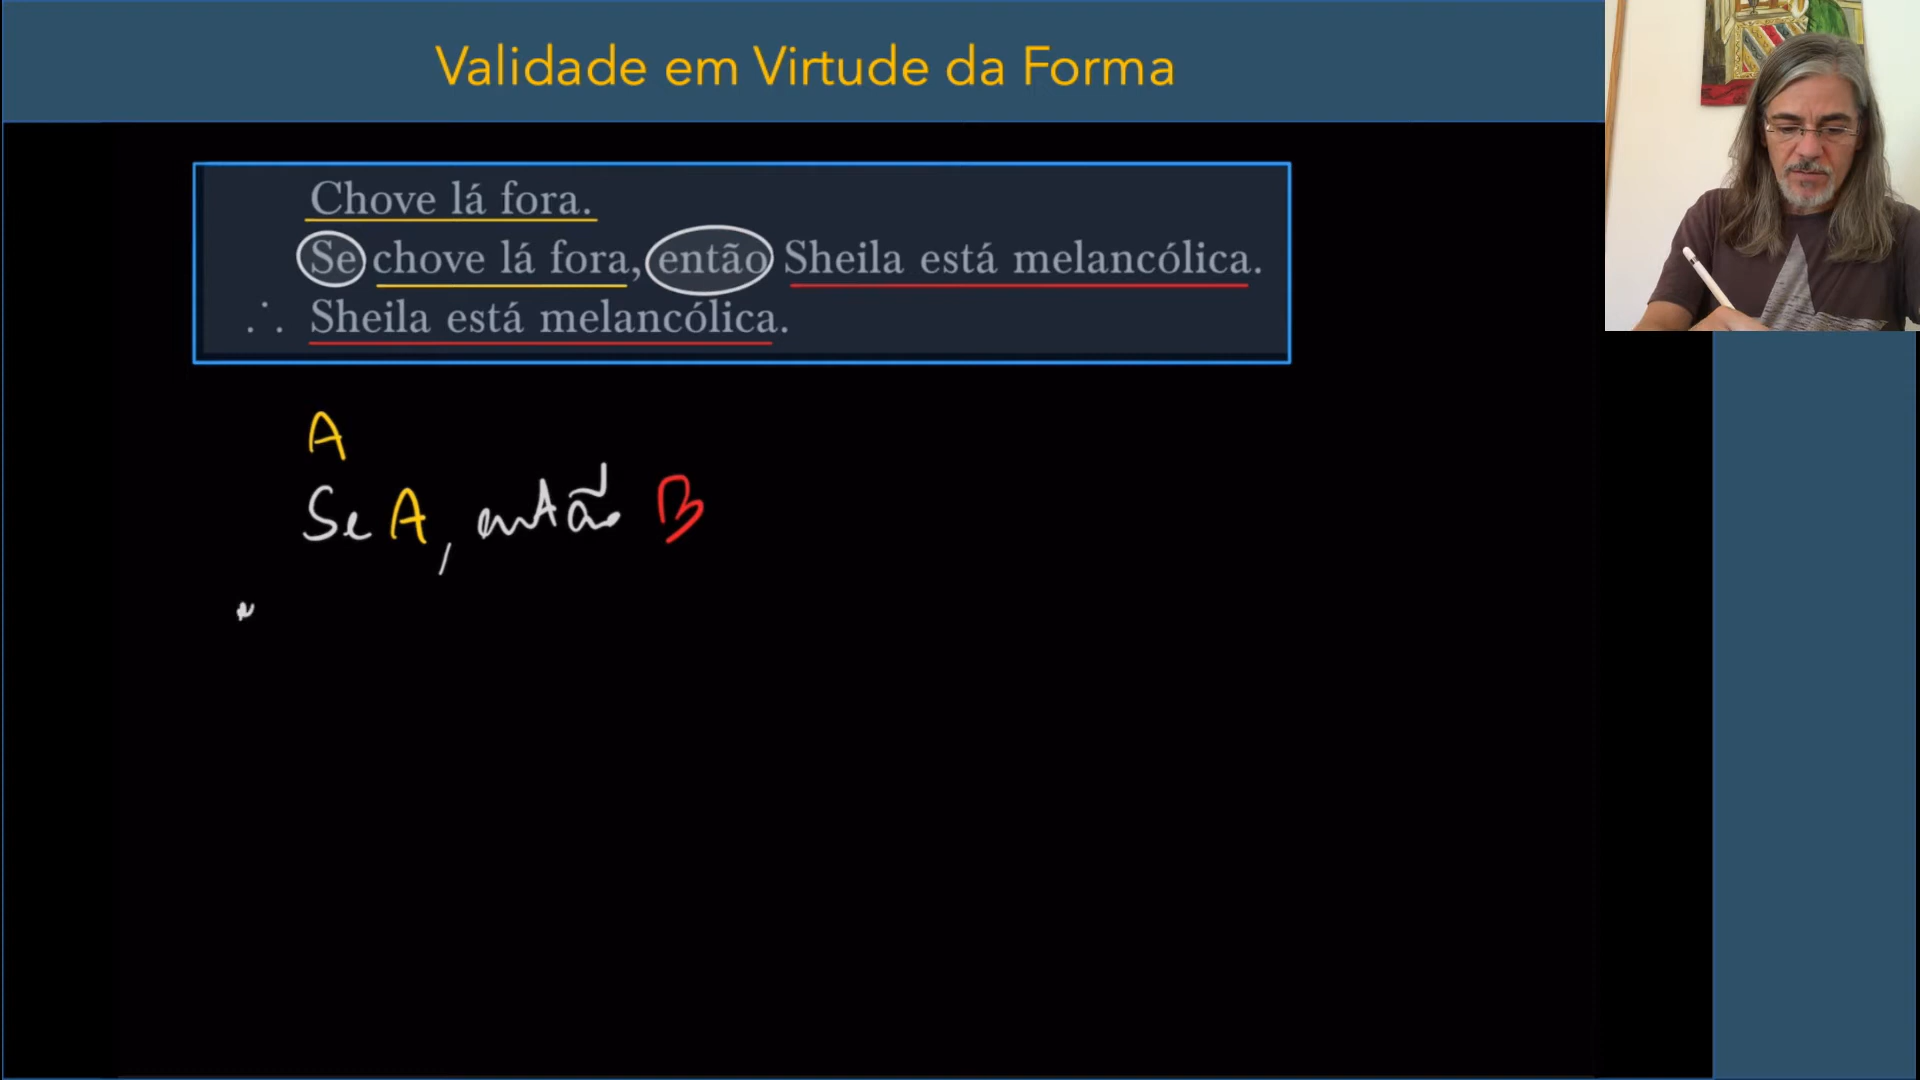 Validade em Virtude da Forma
Chove lá fora.
Se chove lá fora, então Sheila está melancólica.
∴ Sheila está melancólica.
A
Se A, então B